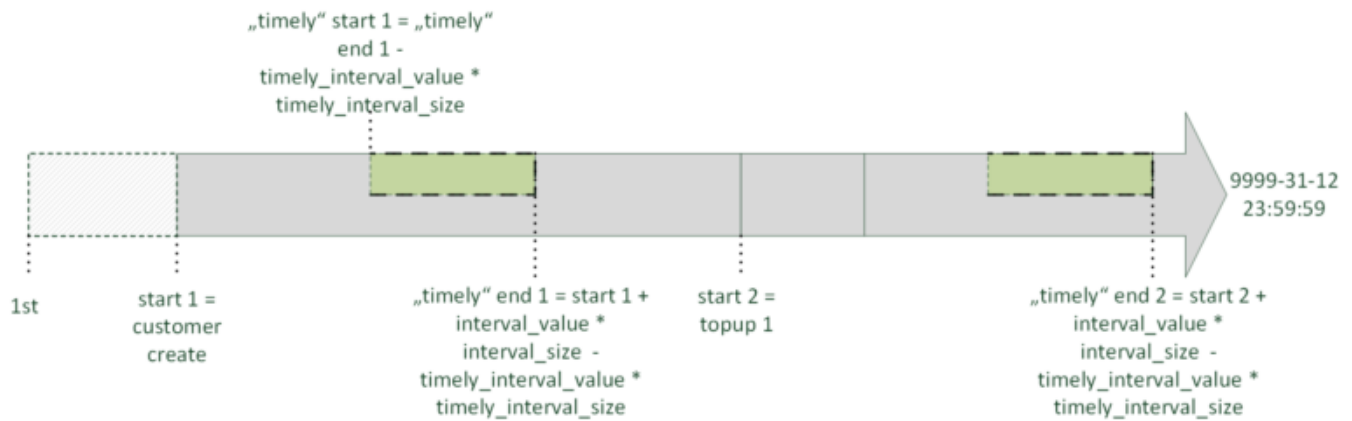 „timely“ start 1 = „timely“
end 1 -
timely_interval_value *
timely_interval_size
9999-31-12
23:59:59
1st
start 1 =
customer
create
„timely“ end 1 = start 1 +
interval_value *
interval_size -
timely_interval_value *
timely_interval_size
start 2 =
topup 1
„timely“ end 2 = start 2 +
interval_value *
interval_size -
timely_interval_value *
timely_interval_size